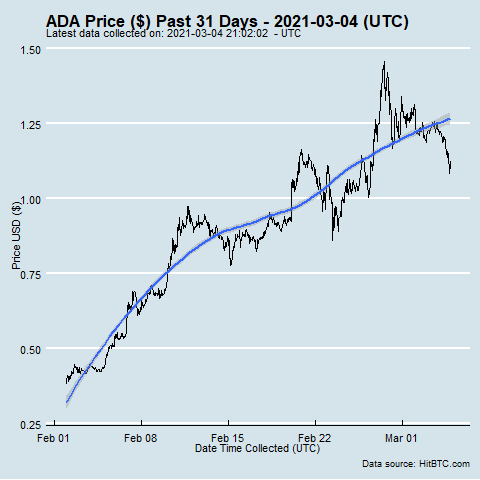 ADA Price ($) Past 31 Days - 2021-03-04 (UTC)
Latest data collected on: 2021-03-04 21:02:02 - UTC
1.50
1.25
1.00
0.75
0.50
0.25
Price USD ($)
Feb 01 Feb 08 Feb 15 Feb 22 Mar 01
Date Time Collected (UTC)
Data source: HitBTC.com